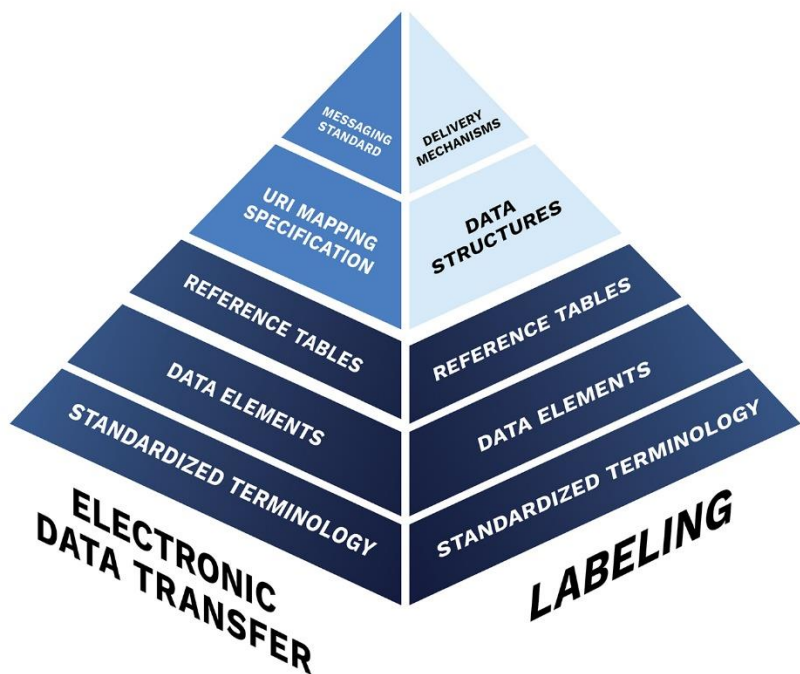 MESSAGING
STANDARD
URI MAPPING
SPECIFICATION
REFERENCE TABLES
DATA ELEMENTS
STANDARDIZED TERMINOLOGY
ELECTRONIC
DATA TRANSFER
DELIVERY
MECHANISMS
DATA
STRUCTURES
REFERENCE TABLES
DATA ELEMENTS
STANDARDIZED TERMINOLOGY
LABELING